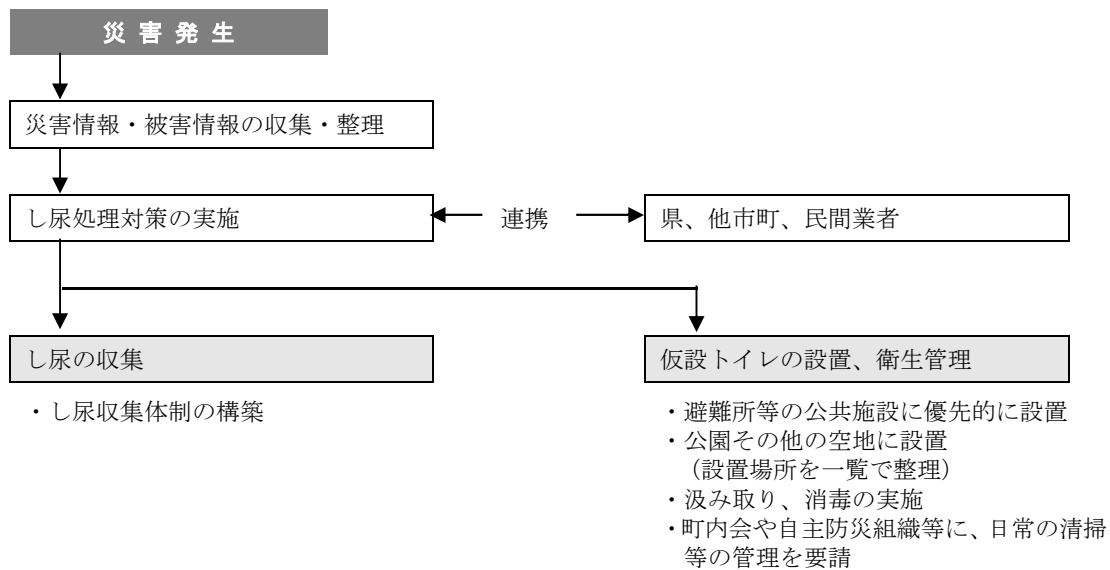 災 害 発 生
災害情報・被害情報の収集・整理
し尿処理対策の実施
連携
県、他市町、民間業者
し尿の収集
・し尿収集体制の構築
仮設トイレの設置、衛生管理
・避難所等の公共施設に優先的に設置
・公園その他の空地に設置
（設置場所を一覧で整理）
・汲み取り、消毒の実施
・町内会や自主防災組織等に、日常の清掃
等の管理を要請